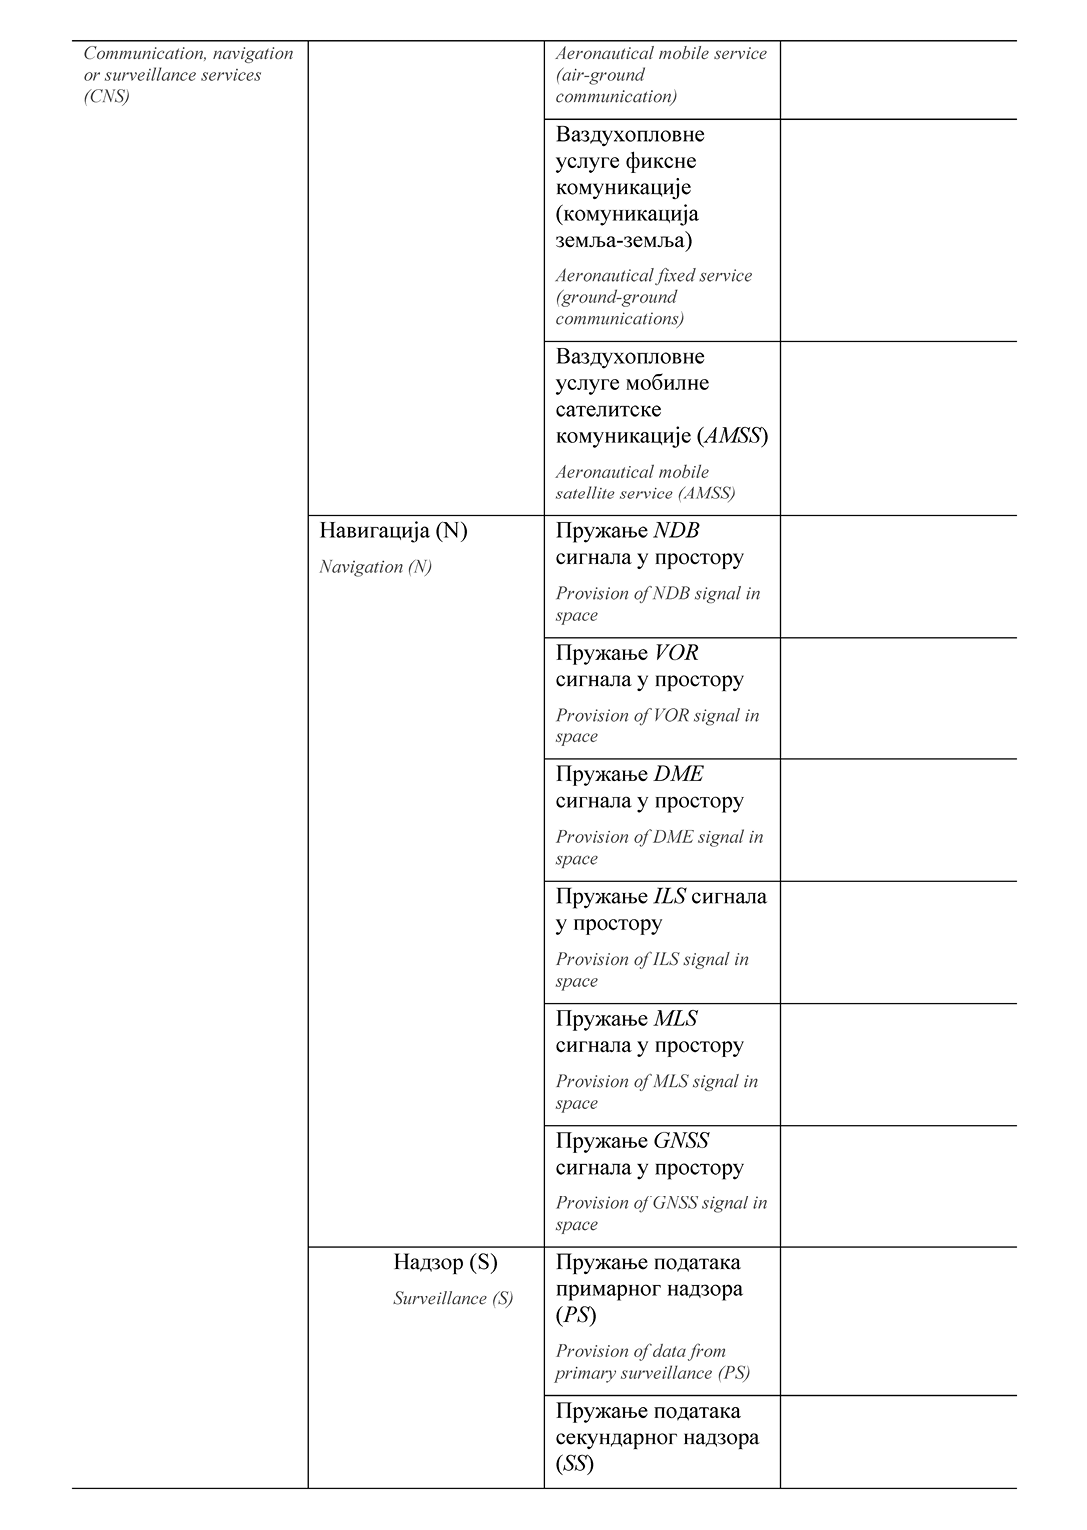 Communication, navigation
or surveillance services
(CNS)
Aeronautical mobile service
(air-ground
communication)
Ваздухопловне
услуге фиксне
комуникације
(комуникација
земља-земља)
Aeronautical fixed service
(ground-ground
communications)
Ваздухопловне
услуге мобилне
сателитске
комуникације (AMSS)
Aeronautical mobile
satellite service (AMSS)
Навигација (N)
Navigation (N)
Пружање NDB
сигнала у простору
Provision of NDB signal in
space
Пружање VOR
сигнала у простору
Provision of VOR signal in
space
Пружање DME
сигнала у простору
Provision of DME signal in
space
Пружање ILS сигнала
у простору
Provision of ILS signal in
space
Пружање MLS
сигнала у простору
Provision of MLS signal in
space
Пружање GNSS
сигнала у простору
Provision of GNSS signal in
space
Надзор (S)
Surveillance (S)
Пружање података
примарног надзора
(PS)
Provision of data from
primary surveillance (PS)
Пружање података
секундарног надзора
(SS)